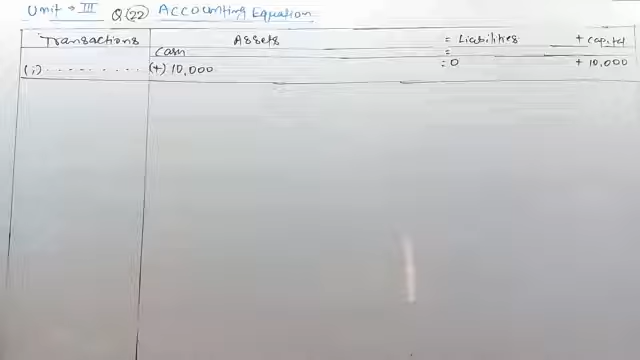 Unit → III Q.(22) Accounting Equation
Transactions Assets = Liabilities + capital
Cash =
(i) .......... (+) 10,000 = 0 + 10,000